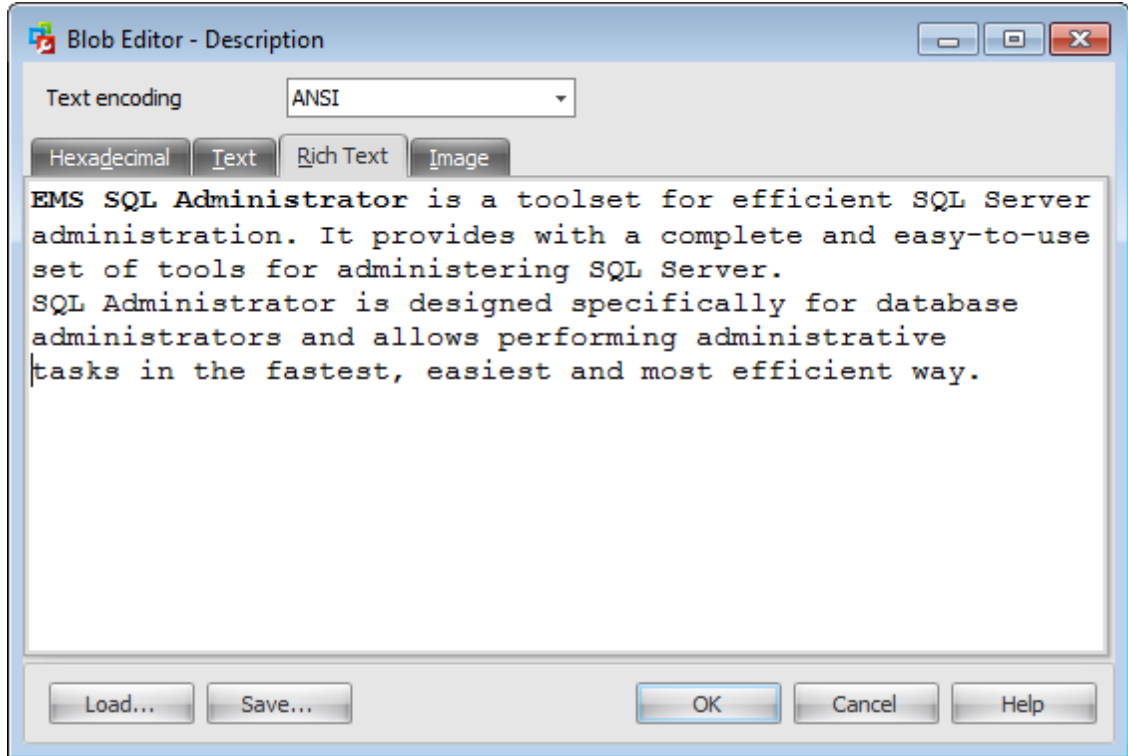 Blob Editor - Description
Text encoding ANSI
Hexadecimal Text Rich Text Image
EMS SQL Administrator is a toolset for efficient SQL Server
administration. It provides with a complete and easy-to-use
set of tools for administering SQL Server.
SQL Administrator is designed specifically for database
administrators and allows performing administrative
tasks in the fastest, easiest and most efficient way.
Load... Save... OK Cancel Help